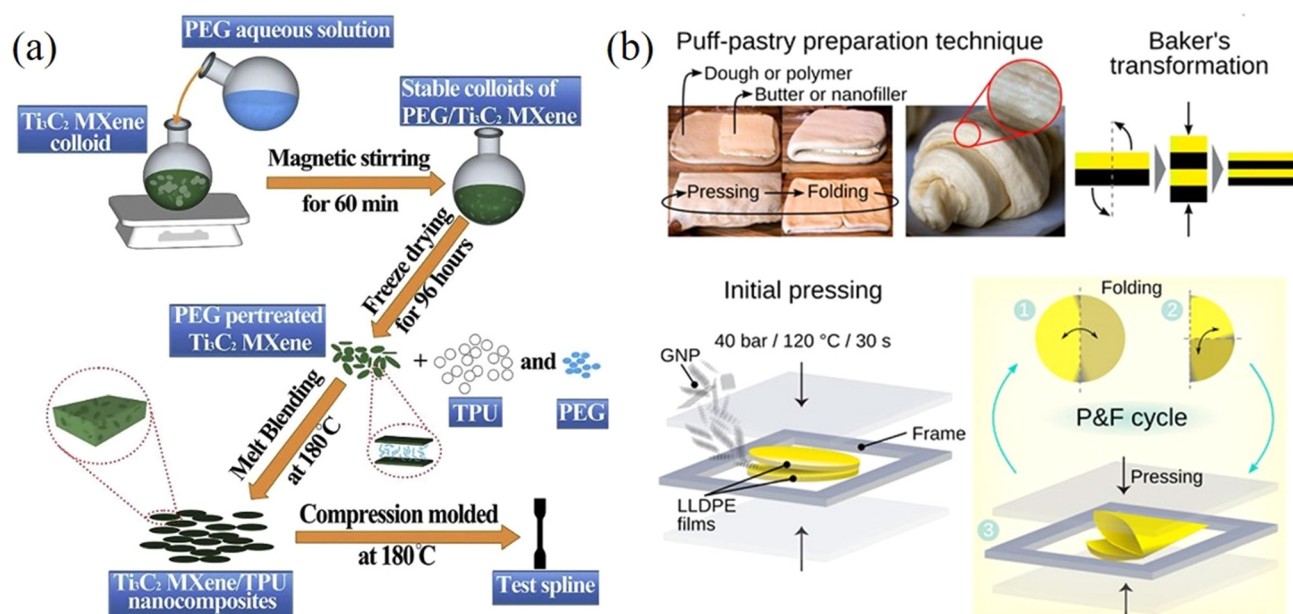 (a)
PEG aqueous solution
Ti₃C₂ MXene
colloid
Stable colloids of
PEG/Ti₃C₂ MXene
Magnetic stirring
for 60 min
Freeze drying
for 96 hours
PEG pertreated
Ti₃C₂ MXene
+
and
TPU
PEG
Melt Blending
at 180℃
Compression molded
at 180℃
Ti₃C₂ MXene/TPU
nanocomposites
Test spline
(b)
Puff-pastry preparation technique
Dough or polymer
Butter or nanofiller
Pressing
Folding
Baker's
transformation
Initial pressing
40 bar / 120 °C / 30 s
GNP
Frame
LLDPE
films
1
Folding
2
P&F cycle
Pressing
3